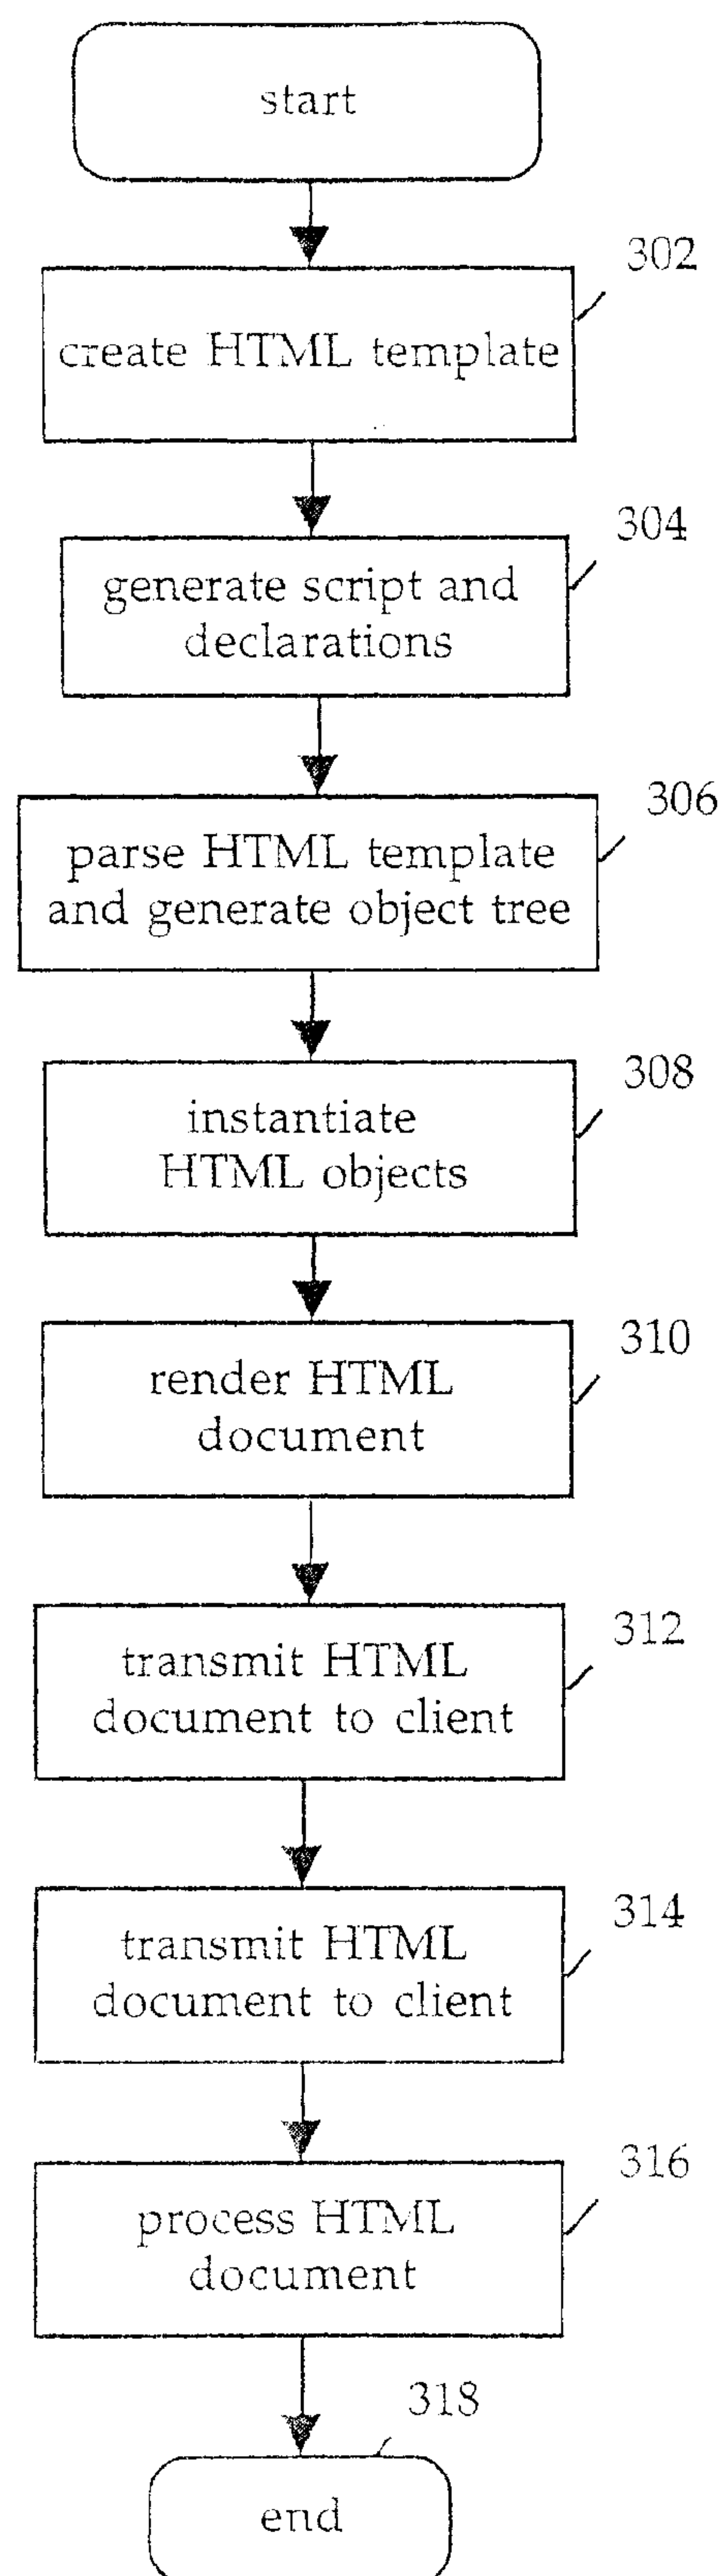 start
302
create HTML template
304
generate script and
declarations
306
parse HTML template
and generate object tree
308
instantiate
HTML objects
310
render HTML
document
312
transmit HTML
document to client
314
transmit HTML
document to client
316
process HTML
document
318
end